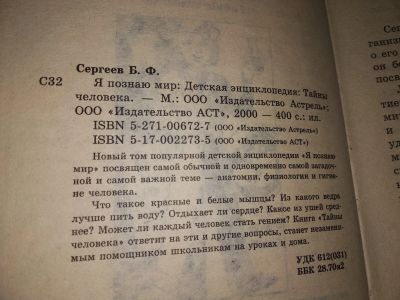 Сергеев Б. Ф.
С32 Я познаю мир: Детская энциклопедия: Тайны
человека. — М.: ООО «Издательство Астрель»;
ООО «Издательство АСТ», 2000 — 400 с.: ил.
ISBN 5-271-00672-7 (ООО «Издательство Астрель»)
ISBN 5-17-002273-5 (ООО «Издательство АСТ»)
Новый том популярной детской энциклопедии «Я познаю
мир» посвящен самой обычной и одновременно самой загадоч-
ной и самой важной теме — анатомии, физиологии и гигие-
не человека.
Что такое красные и белые мышцы? Из какого ведра
лучше пить воду? Отдыхает ли сердце? Какое из ушей сред-
нее? Может ли каждый человек стать гением? Книга «Тайны
человека» ответит на эти и другие вопросы, станет незаме-
нимым помощником школьникам на уроках и дома.
УДК 612(031)
ББК 28.70я2